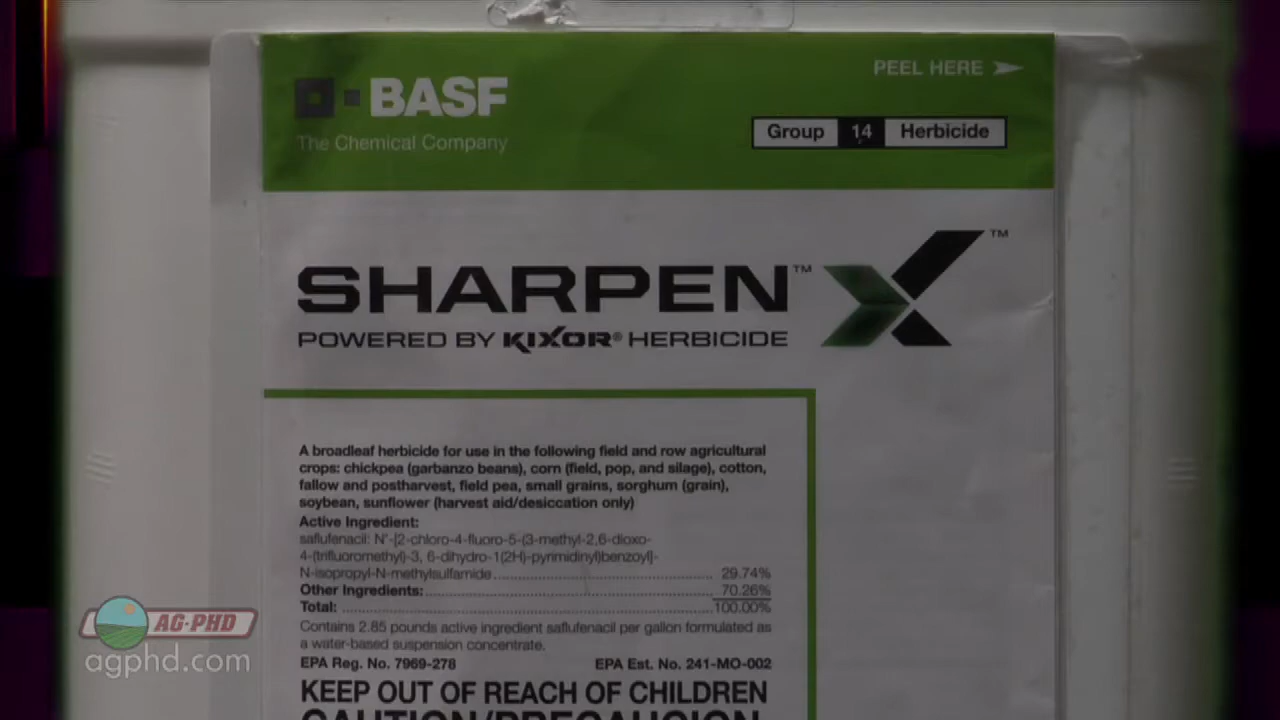 BASF
The Chemical Company
PEEL HERE
Group 14 Herbicide
SHARPEN™ X™
POWERED BY KIXOR® HERBICIDE
A broadleaf herbicide for use in the following field and row agricultural
crops: chickpea (garbanzo beans), corn (field, pop, and silage), cotton,
fallow and postharvest, field pea, small grains, sorghum (grain),
soybean, sunflower (harvest aid/desiccation only)
Active Ingredient:
saflufenacil: N'-[2-chloro-4-fluoro-5-(3-methyl-2,6-dioxo-
4-(trifluoromethyl)-3, 6-dihydro-1(2H)-pyrimidinyl)benzoyl]-
N-isopropyl-N-methylsulfamide 29.74%
Other Ingredients: 70.26%
Total: 100.00%
Contains 2.85 pounds active ingredient saflufenacil per gallon formulated as
a water-based suspension concentrate.
EPA Reg. No. 7969-278 EPA Est. No. 241-MO-002
KEEP OUT OF REACH OF CHILDREN
CAUTION/PRECAUCION
AG-PHD
agphd.com